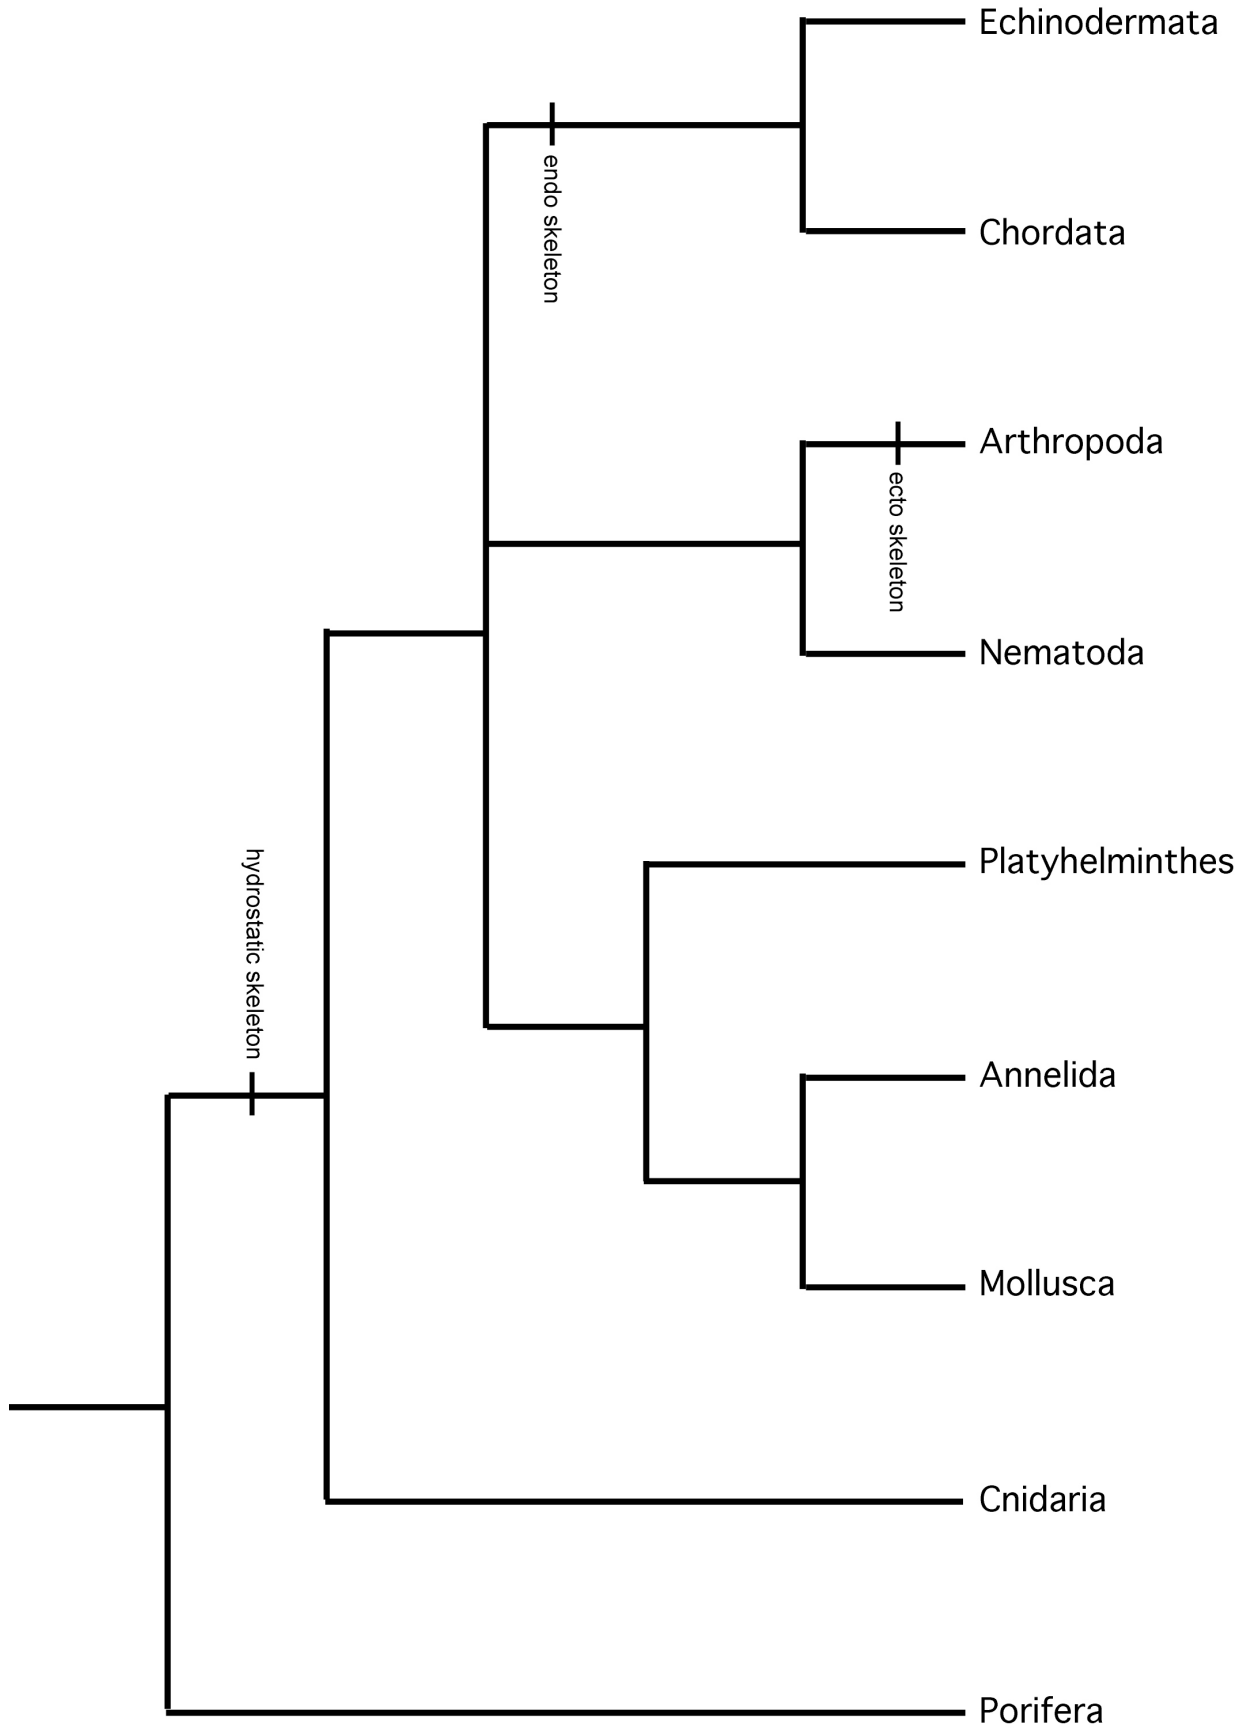 Echinodermata
endo skeleton
Chordata
Arthropoda
ecto skeleton
Nematoda
Platyhelminthes
hydrostatic skeleton
Annelida
Mollusca
Cnidaria
Porifera